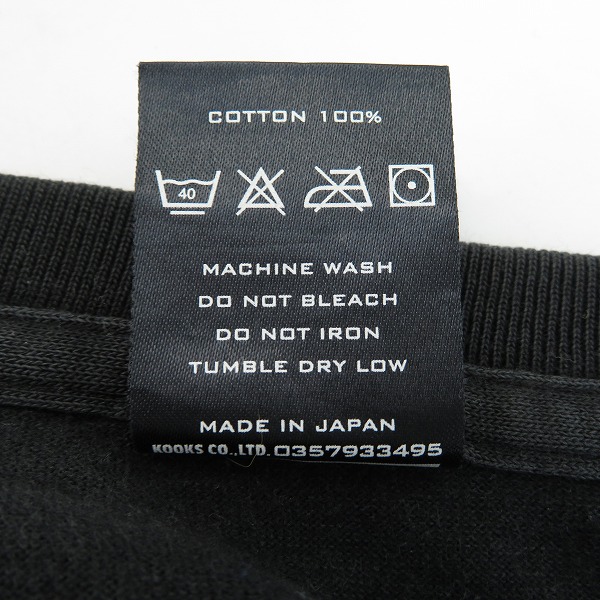 COTTON 100%
40
MACHINE WASH
DO NOT BLEACH
DO NOT IRON
TUMBLE DRY LOW
MADE IN JAPAN
KOOKS CO., LTD. 0357933495